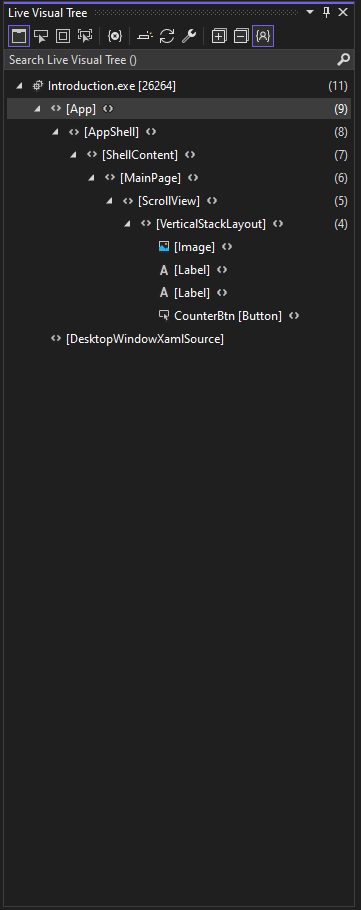 Live Visual Tree
Search Live Visual Tree ()
Introduction.exe [26264] (11)
[App] (9)
[AppShell] (8)
[ShellContent] (7)
[MainPage] (6)
[ScrollView] (5)
[VerticalStackLayout] (4)
[Image]
[Label]
[Label]
CounterBtn [Button]
[DesktopWindowXamlSource]